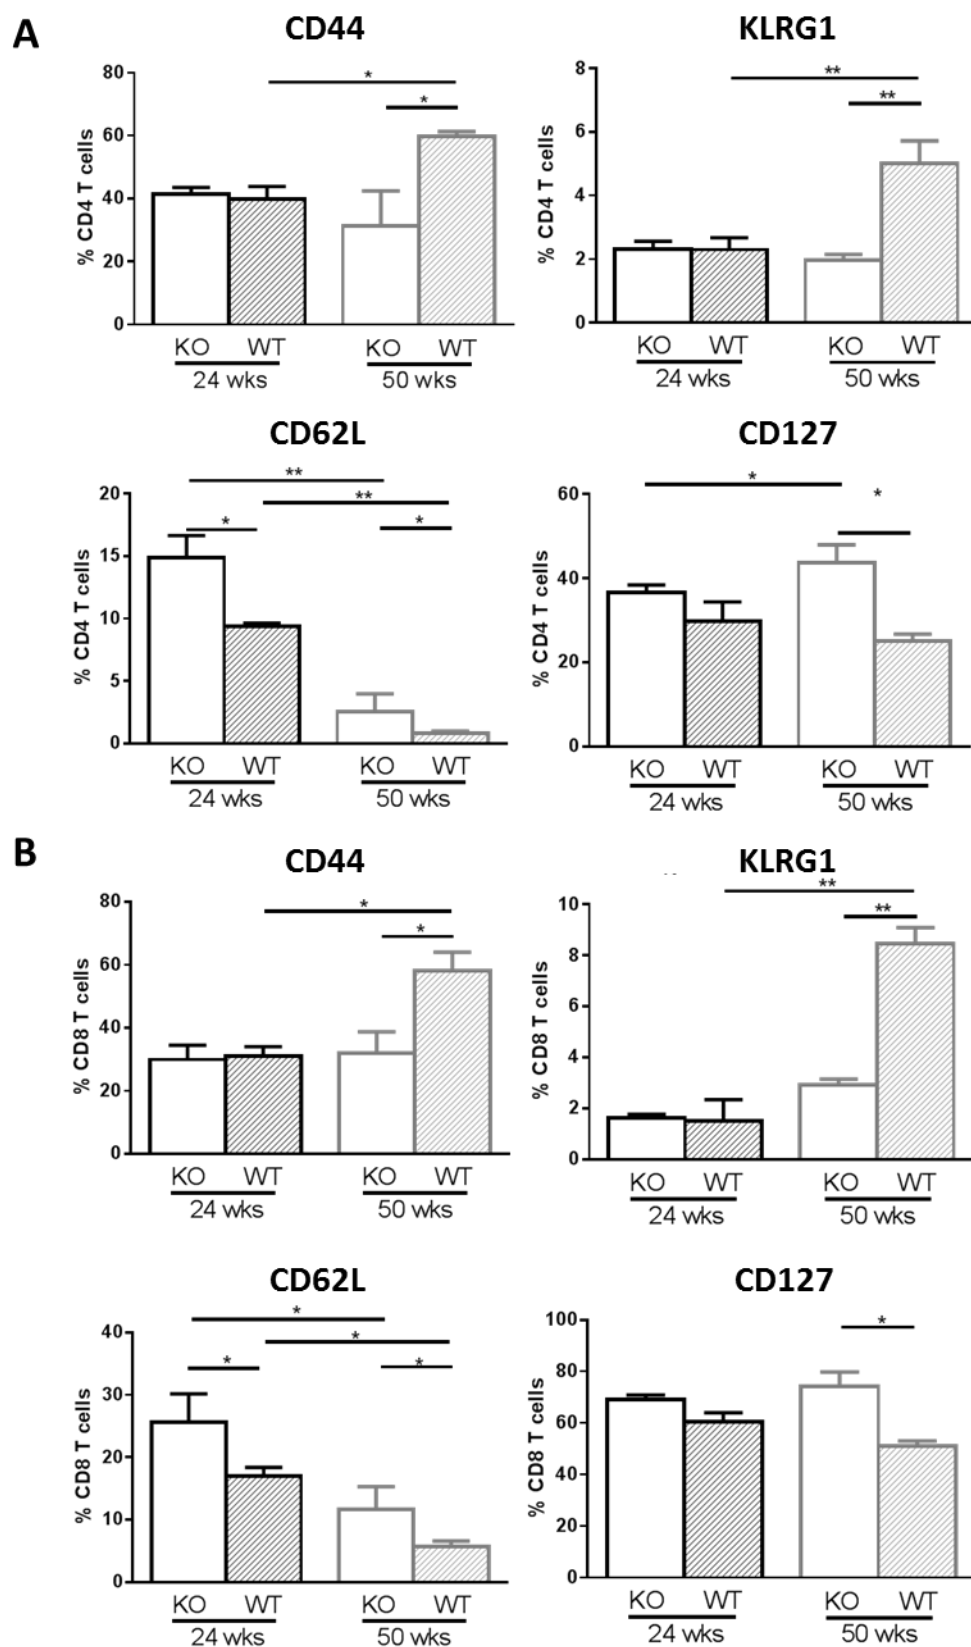 A
CD44
80
60
40
20
0
% CD4 T cells
*
*
KO WT KO WT
24 wks 50 wks
KLRG1
8
6
4
2
0
% CD4 T cells
**
**
KO WT KO WT
24 wks 50 wks
CD62L
20
15
10
5
0
% CD4 T cells
**
**
* *
KO WT KO WT
24 wks 50 wks
CD127
60
40
20
0
% CD4 T cells
* *
KO WT KO WT
24 wks 50 wks
B
CD44
80
60
40
20
0
% CD8 T cells
*
*
KO WT KO WT
24 wks 50 wks
KLRG1
10
8
6
4
2
0
% CD8 T cells
**
**
KO WT KO WT
24 wks 50 wks
CD62L
40
30
20
10
0
% CD8 T cells
*
*
* *
KO WT KO WT
24 wks 50 wks
CD127
100
80
60
40
20
0
% CD8 T cells
*
KO WT KO WT
24 wks 50 wks